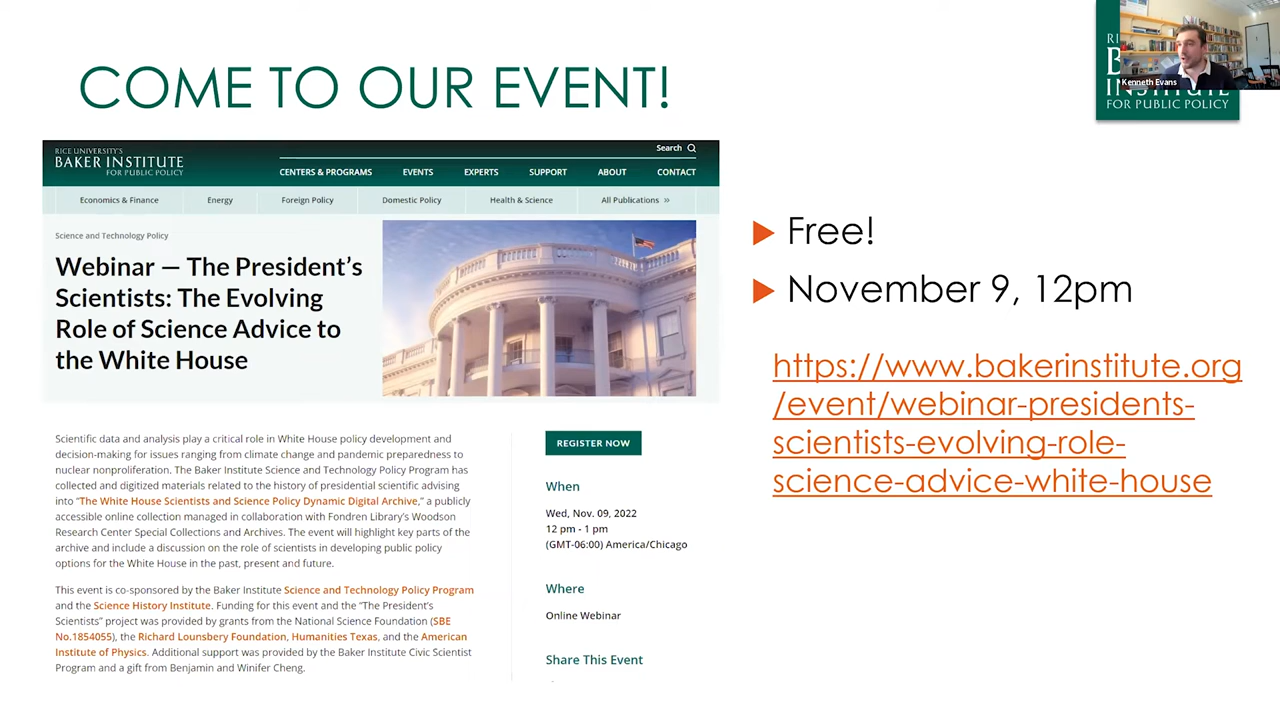 COME TO OUR EVENT!
Kenneth Evans
FOR PUBLIC POLICY
RICE UNIVERSITY'S
BAKER INSTITUTE
FOR PUBLIC POLICY
Search
CENTERS & PROGRAMS EVENTS EXPERTS SUPPORT ABOUT CONTACT
Economics & Finance Energy Foreign Policy Domestic Policy Health & Science All Publications »
Science and Technology Policy
Webinar — The President's
Scientists: The Evolving
Role of Science Advice to
the White House
Free!
November 9, 12pm
https://www.bakerinstitute.org
/event/webinar-presidents-
scientists-evolving-role-
science-advice-white-house
Scientific data and analysis play a critical role in White House policy development and
decision-making for issues ranging from climate change and pandemic preparedness to
nuclear nonproliferation. The Baker Institute Science and Technology Policy Program has
collected and digitized materials related to the history of presidential scientific advising
into "The White House Scientists and Science Policy Dynamic Digital Archive," a publicly
accessible online collection managed in collaboration with Fondren Library's Woodson
Research Center Special Collections and Archives. The event will highlight key parts of the
archive and include a discussion on the role of scientists in developing public policy
options for the White House in the past, present and future.
This event is co-sponsored by the Baker Institute Science and Technology Policy Program
and the Science History Institute. Funding for this event and the "The President's
Scientists" project was provided by grants from the National Science Foundation (SBE
No.1854055), the Richard Lounsbery Foundation, Humanities Texas, and the American
Institute of Physics. Additional support was provided by the Baker Institute Civic Scientist
Program and a gift from Benjamin and Winifer Cheng.
REGISTER NOW
When
Wed, Nov. 09, 2022
12 pm - 1 pm
(GMT-06:00) America/Chicago
Where
Online Webinar
Share This Event